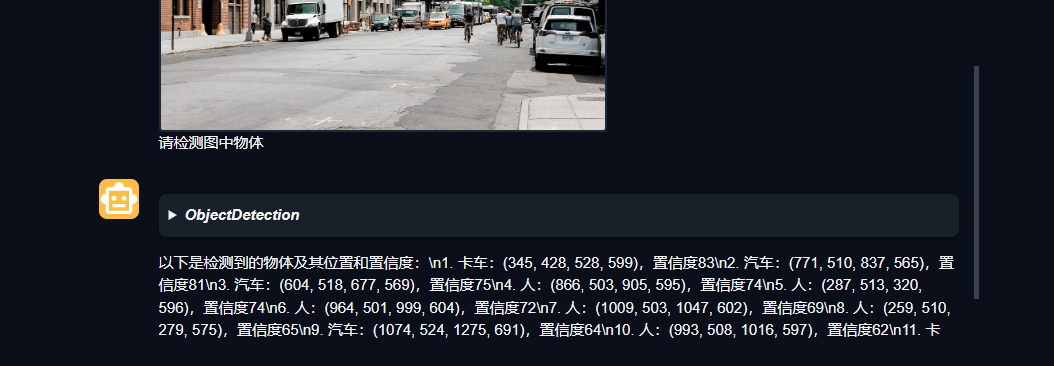 请检测图中物体
ObjectDetection
以下是检测到的物体及其位置和置信度：\n1. 卡车：(345, 428, 528, 599)，置信度83\n2. 汽车：(771, 510, 837, 565)，置
信度81\n3. 汽车：(604, 518, 677, 569)，置信度75\n4. 人：(866, 503, 905, 595)，置信度74\n5. 人：(287, 513, 320,
596)，置信度74\n6. 人：(964, 501, 999, 604)，置信度72\n7. 人：(1009, 503, 1047, 602)，置信度69\n8. 人：(259, 510,
279, 575)，置信度65\n9. 汽车：(1074, 524, 1275, 691)，置信度64\n10. 人：(993, 508, 1016, 597)，置信度62\n11. 卡